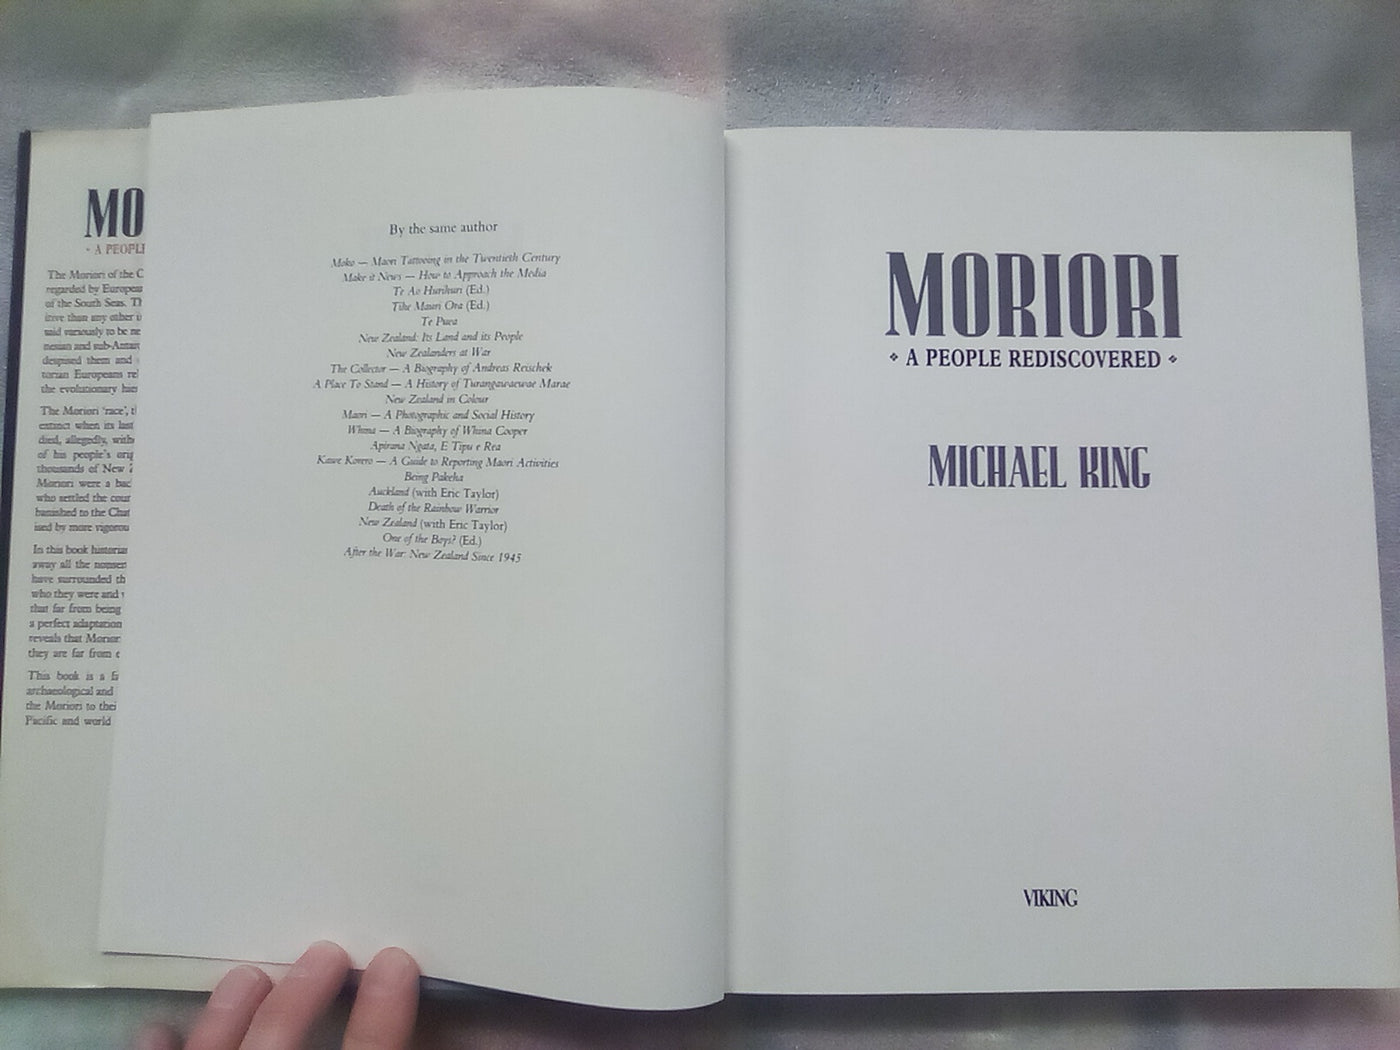 MO
· A PEOPLE
The Moriori of the C
regarded by Europea
of the South Seas. Th
iteve than any other i
said variously to be ne
nesian and sub-Antarc
despised them and
torian Europeans rel
the evolutionary hier
The Moriori 'race', t
extinct when its last
died, allegedly, witho
of his people's orig
thousands of New Z
Moriori were a bac
who settled the coun
banished to the Chat
ised by more vigorou
In this book historian
away all the nonsen
have surrounded th
who they were and
that far from being
a perfect adaptation
reveals that Morior
they are far from e
This book is a fi
archaeological and
the Moriori to thei
Pacific and world
By the same author
Moko — Maori Tattooing in the Twentieth Century
Make it News — How to Approach the Media
Te Ao Hurihuri (Ed.)
Tihe Mauri Ora (Ed.)
Te Puea
New Zealand: Its Land and its People
New Zealanders at War
The Collector — A Biography of Andreas Reischek
A Place To Stand — A History of Turangawaewae Marae
New Zealand in Colour
Maori — A Photographic and Social History
Whina — A Biography of Whina Cooper
Apirana Ngata, E Tipu e Rea
Kawe Korero — A Guide to Reporting Maori Activities
Being Pakeha
Auckland (with Eric Taylor)
Death of the Rainbow Warrior
New Zealand (with Eric Taylor)
One of the Boys? (Ed.)
After the War: New Zealand Since 1945
MORIORI
❖ A PEOPLE REDISCOVERED ❖
MICHAEL KING
VIKING